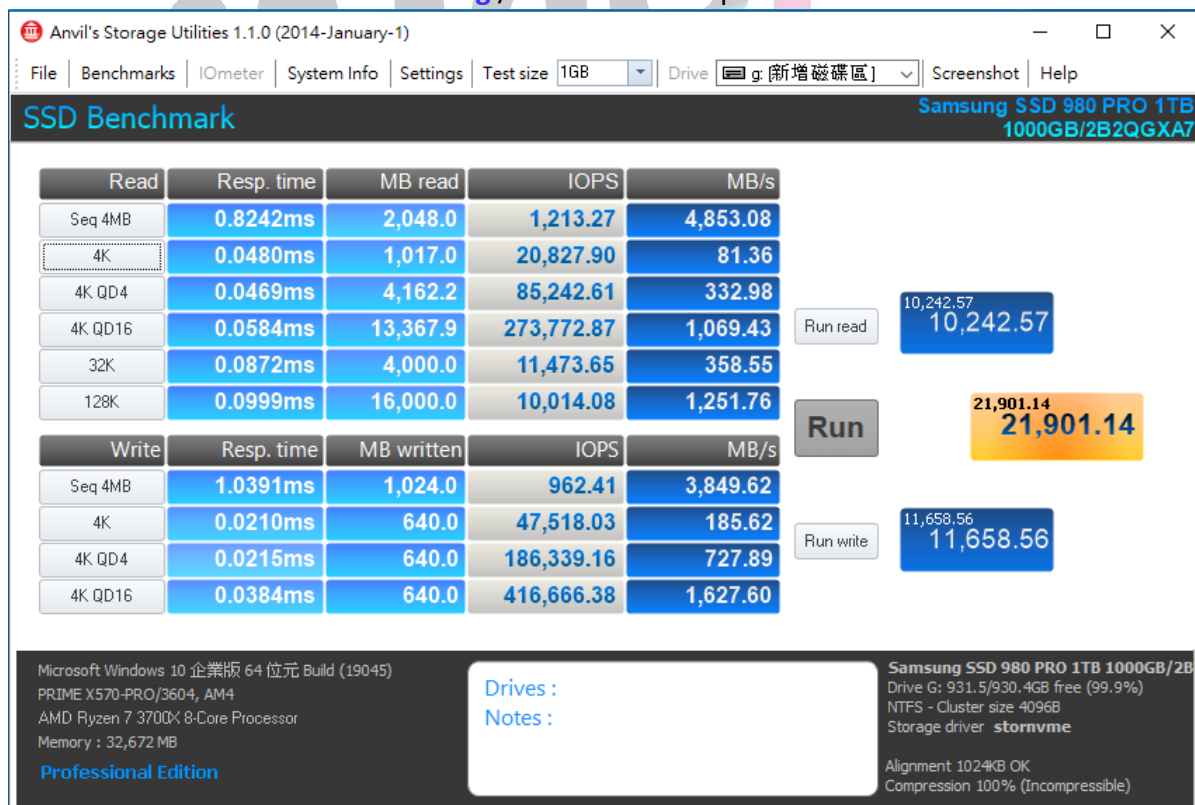 Anvil's Storage Utilities 1.1.0 (2014-January-1)
File Benchmarks IOmeter System Info Settings Test size 1GB Drive g: [新增磁碟區] Screenshot Help
SSD Benchmark
Samsung SSD 980 PRO 1TB
1000GB/2B2QGXA7
Read Resp. time MB read IOPS MB/s
Seq 4MB 0.8242ms 2,048.0 1,213.27 4,853.08
4K 0.0480ms 1,017.0 20,827.90 81.36
4K QD4 0.0469ms 4,162.2 85,242.61 332.98
4K QD16 0.0584ms 13,367.9 273,772.87 1,069.43
32K 0.0872ms 4,000.0 11,473.65 358.55
128K 0.0999ms 16,000.0 10,014.08 1,251.76
Run read
10,242.57
10,242.57
Run
21,901.14
21,901.14
Write Resp. time MB written IOPS MB/s
Seq 4MB 1.0391ms 1,024.0 962.41 3,849.62
4K 0.0210ms 640.0 47,518.03 185.62
4K QD4 0.0215ms 640.0 186,339.16 727.89
4K QD16 0.0384ms 640.0 416,666.38 1,627.60
Run write
11,658.56
11,658.56
Microsoft Windows 10 企業版 64 位元 Build (19045)
PRIME X570-PRO/3604, AM4
AMD Ryzen 7 3700X 8-Core Processor
Memory : 32,672 MB
Professional Edition
Drives :
Notes :
Samsung SSD 980 PRO 1TB 1000GB/2B
Drive G: 931.5/930.4GB free (99.9%)
NTFS - Cluster size 4096B
Storage driver stornvme
Alignment 1024KB OK
Compression 100% (Incompressible)